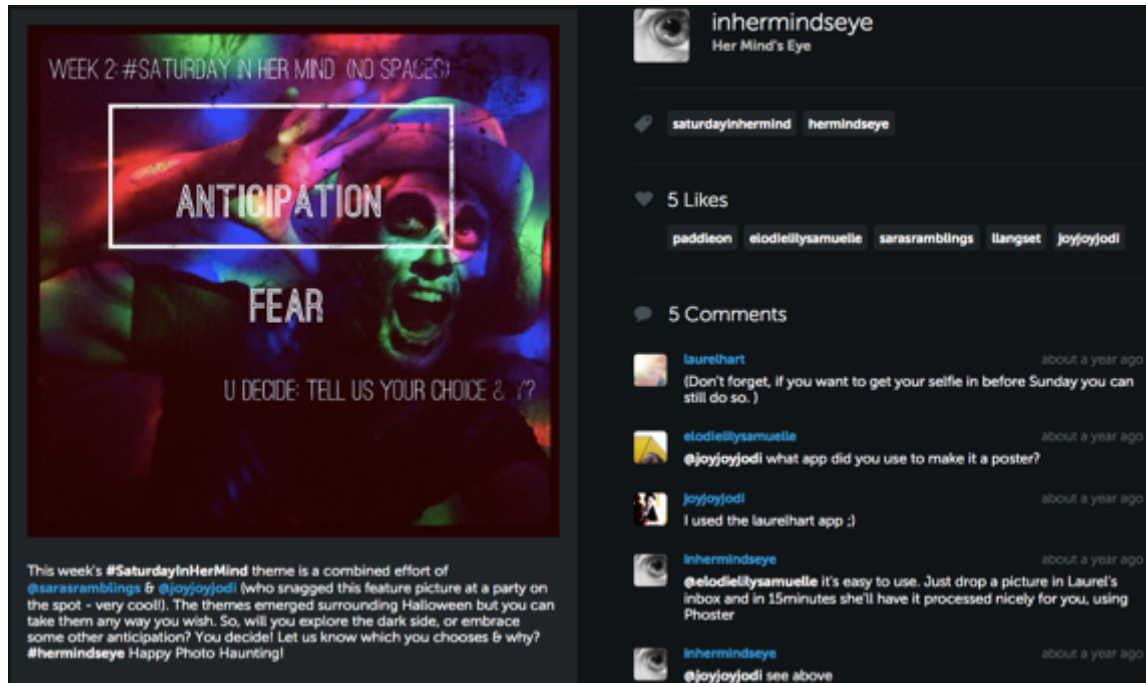 WEEK 2: #SATURDAY IN HER MIND (NO SPACES)
ANTICIPATION
FEAR
U DECIDE: TELL US YOUR CHOICE & Y?
This week's #SaturdayInHerMind theme is a combined effort of
@sarasramblings & @joyjoyjodi (who snagged this feature picture at a party on
the spot - very cool!). The themes emerged surrounding Halloween but you can
take them any way you wish. So, will you explore the dark side, or embrace
some other anticipation? You decide! Let us know which you chooses & why?
#hermindseye Happy Photo Haunting!
inhermindseye
Her Mind's Eye
saturdayinhermind hermindseye
5 Likes
paddleon elodielilysamuelle sarasramblings llangset joyjoyjodi
5 Comments
laurelhart about a year ago
(Don't forget, if you want to get your selfie in before Sunday you can
still do so. )
elodielilysamuelle about a year ago
@joyjoyjodi what app did you use to make it a poster?
joyjoyjodi about a year ago
I used the laurelhart app ;)
inhermindseye about a year ago
@elodielilysamuelle it's easy to use. Just drop a picture in Laurel's
inbox and in 15minutes she'll have it processed nicely for you, using
Phoster
inhermindseye about a year ago
@joyjoyjodi see above